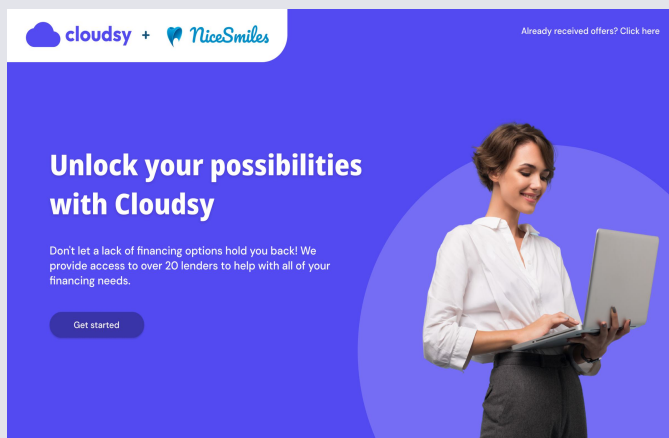 cloudsy + NiceSmiles
Already received offers? Click here
Unlock your possibilities
with Cloudsy
Don't let a lack of financing options hold you back! We
provide access to over 20 lenders to help with all of your
financing needs.
Get started